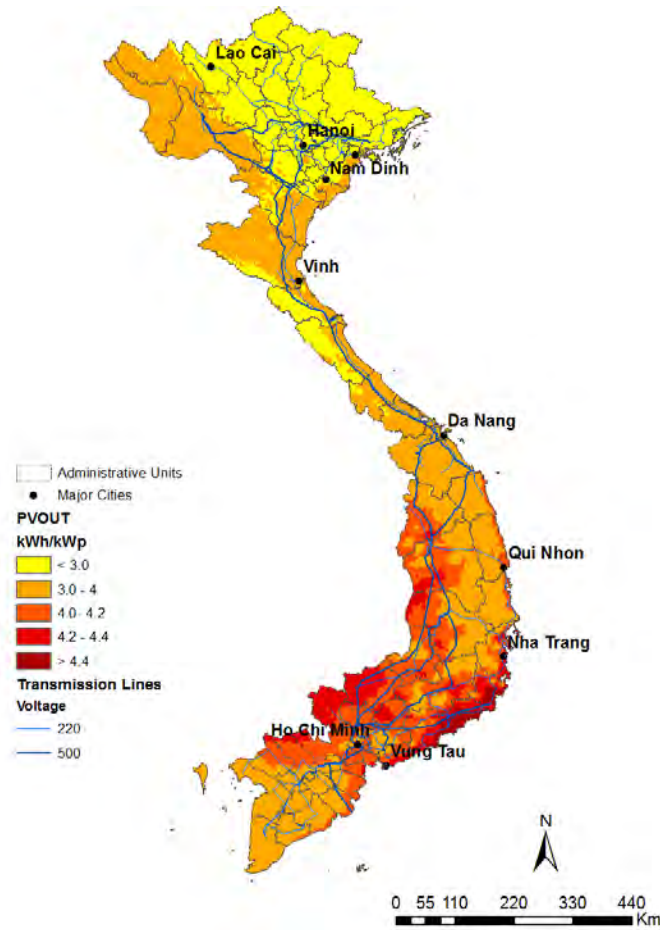 Lao Cai
Hanoi
Nam Dinh
Vinh
Da Nang
Administrative Units
Major Cities
PVOUT
kWh/kWp
< 3.0
3.0 - 4
4.0- 4.2
4.2 - 4.4
> 4.4
Transmission Lines
Voltage
220
500
Qui Nhon
Nha Trang
Ho Chi Minh
Vung Tau
N
0 55 110 220 330 440
Km